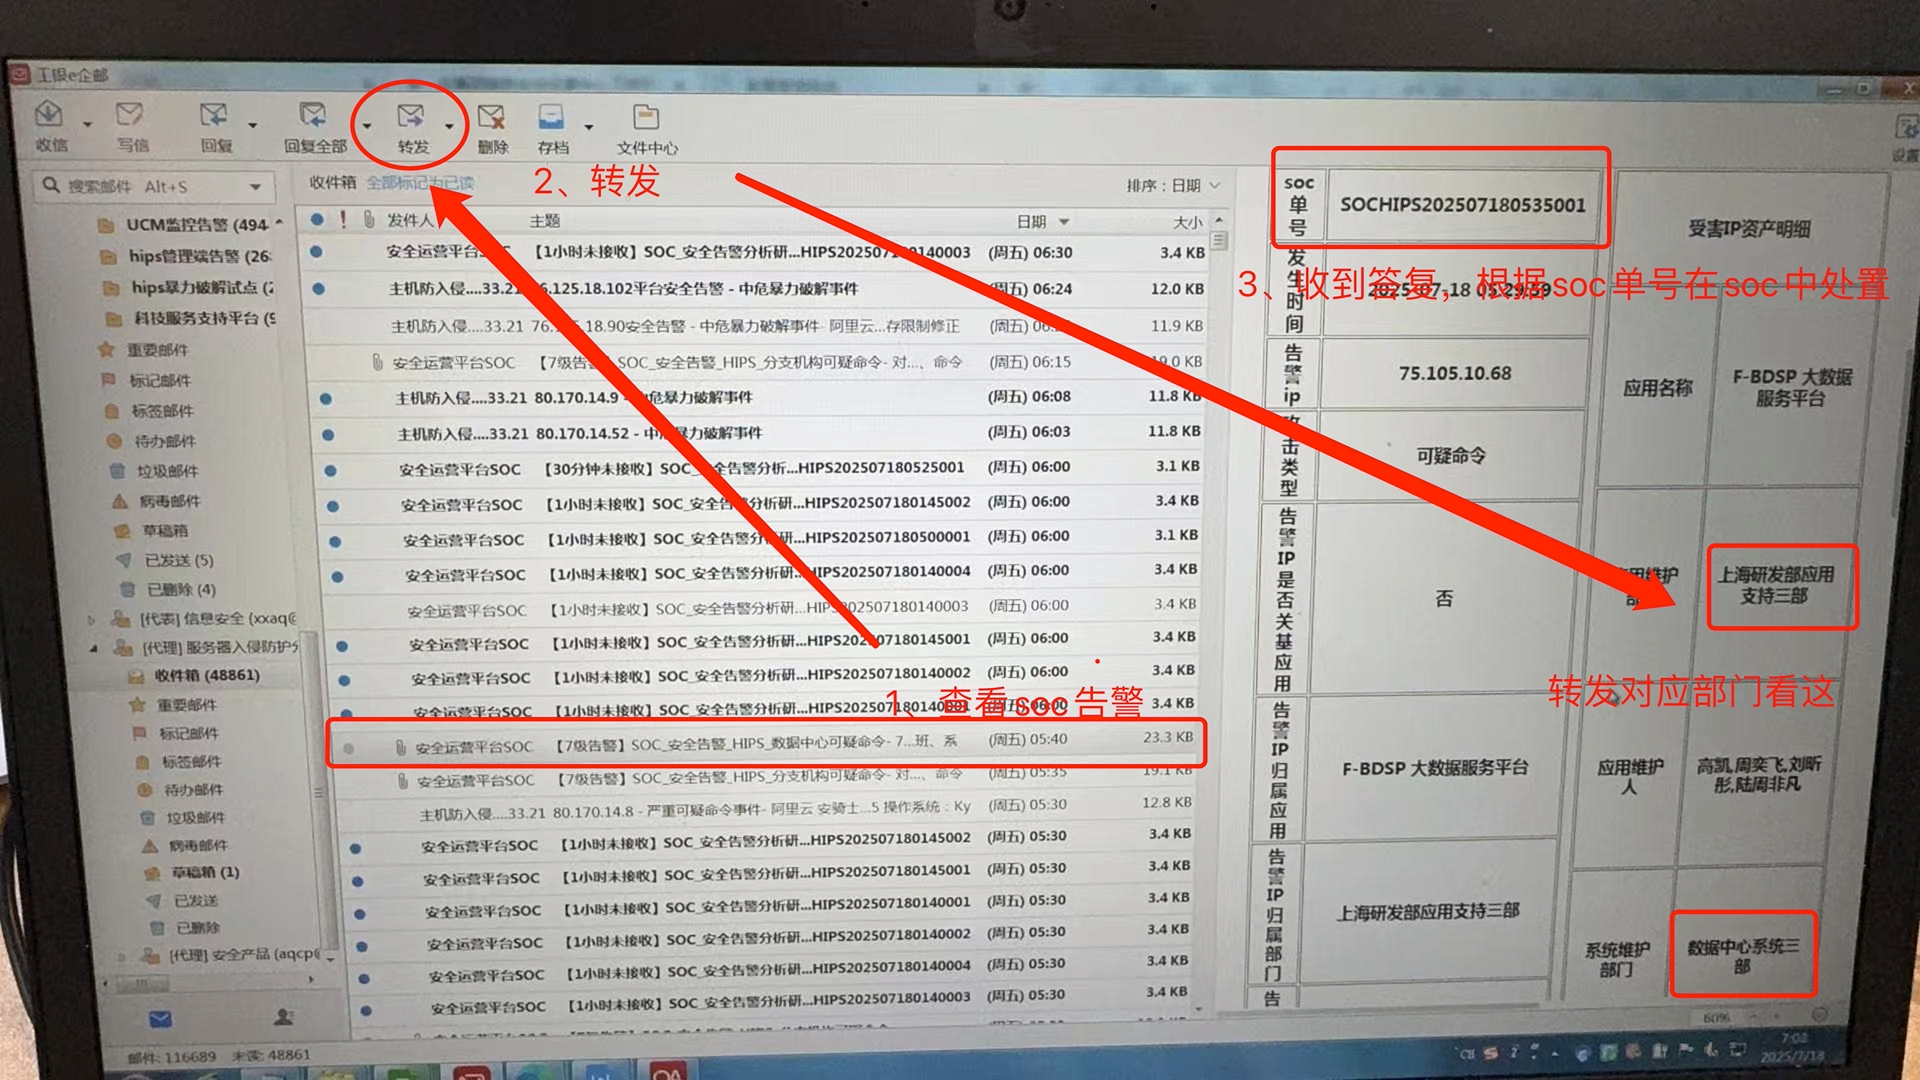 工银e企邮
收信 写信 回复 回复全部 转发 删除 存档 文件中心
设置
搜索邮件 Alt+S
UCM监控告警 (494
hips管理端告警 (26
hips暴力破解试点 (2
科技服务支持平台 (9
重要邮件
标记邮件
标签邮件
待办邮件
垃圾邮件
病毒邮件
草稿箱
已发送 (5)
已删除 (4)
[代表] 信息安全 (xxaq@
[代理] 服务器入侵防护分
收件箱 (48861)
重要邮件
标记邮件
标签邮件
待办邮件
垃圾邮件
病毒邮件
草稿箱 (1)
已发送
已删除
[代理] 安全产品 (aqcp@
邮件: 116689 未读: 48861
收件箱 全部标记为已读
排序：日期
发件人 主题 日期 大小
安全运营平台S 【1小时未接收】SOC_安全告警分析研...HIPS202507180140003 (周五) 06:30 3.4 KB
主机防入侵....33.21 6.125.18.102平台安全告警 - 中危暴力破解事件 (周五) 06:24 12.0 KB
主机防入侵....33.21 76. 5.18.90安全告警 - 中危暴力破解事件- 阿里云...存限制修正 (周五) 06: 11.9 KB
安全运营平台SOC 【7级告警】SOC_安全告警_HIPS_分支机构可疑命令- 对...、命令 (周五) 06:15 19.0 KB
主机防入侵....33.21 80.170.14.9 - 中危暴力破解事件 (周五) 06:08 11.8 KB
主机防入侵....33.21 80.170.14.52 - 中危暴力破解事件 (周五) 06:03 11.8 KB
安全运营平台SOC 【30分钟未接收】SOC_安全告警分析...HIPS202507180525001 (周五) 06:00 3.1 KB
安全运营平台SOC 【1小时未接收】SOC_安全告警分析研...HIPS202507180145002 (周五) 06:00 3.4 KB
安全运营平台SOC 【1小时未接收】SOC_安全告警分析研...HIPS202507180500001 (周五) 06:00 3.1 KB
安全运营平台SOC 【1小时未接收】SOC_安全告警分析研...HIPS202507180140004 (周五) 06:00 3.4 KB
安全运营平台SOC 【1小时未接收】SOC_安全告警分析研...HIPS202507180140003 (周五) 06:00 3.4 KB
安全运营平台SOC 【1小时未接收】SOC_安全告警分析研...HIPS202507180145001 (周五) 06:00 3.4 KB
安全运营平台SOC 【1小时未接收】SOC_安全告警分析研...HIPS202507180140002 (周五) 06:00 3.4 KB
安全运营平台SOC 【1小时未接收】SOC_安全告警分析研...HIPS202507180140001 (周五) 06:00 3.4 KB
安全运营平台SOC 【7级告警】SOC_安全告警_HIPS_数据中心可疑命令- 7...班、系 (周五) 05:40 23.3 KB
安全运营平台SOC 【7级告警】SOC_安全告警_HIPS_分支机构可疑命令- 对...、命令 (周五) 05:35 19.1 KB
主机防入侵....33.21 80.170.14.8 - 严重可疑命令事件- 阿里云 安骑士...5 操作系统：Ky (周五) 05:30 12.8 KB
安全运营平台SOC 【1小时未接收】SOC_安全告警分析研...HIPS202507180145002 (周五) 05:30 3.4 KB
安全运营平台SOC 【1小时未接收】SOC_安全告警分析研...HIPS202507180145001 (周五) 05:30 3.4 KB
安全运营平台SOC 【1小时未接收】SOC_安全告警分析研...HIPS202507180140001 (周五) 05:30 3.4 KB
安全运营平台SOC 【1小时未接收】SOC_安全告警分析研...HIPS202507180140002 (周五) 05:30 3.4 KB
安全运营平台SOC 【1小时未接收】SOC_安全告警分析研...HIPS202507180140004 (周五) 05:30 3.4 KB
安全运营平台SOC 【1小时未接收】SOC_安全告警分析研...HIPS202507180140003 (周五) 05:30 3.4 KB
1、查看soc告警
2、转发
3、收到签复，根据soc单号在soc中处置
转发对应部门看这
soc单号 SOCHIPS202507180535001
发生时间 2025-07-18 05:29:59
告警ip 75.105.10.68
攻击类型 可疑命令
告警IP是否关基应用 否
告警IP归属应用 F-BDSP 大数据服务平台
告警IP归属部门 上海研发部应用支持三部
告
受害IP资产明细
应用名称 F-BDSP 大数据
服务平台
应用维护
部门
上海研发部应用
支持三部
应用维护
人
高凯,周奕飞,刘昕
彤,陆周非凡
系统维护
部门
数据中心系统三
部
60%
CH
7:03
2025/7/18